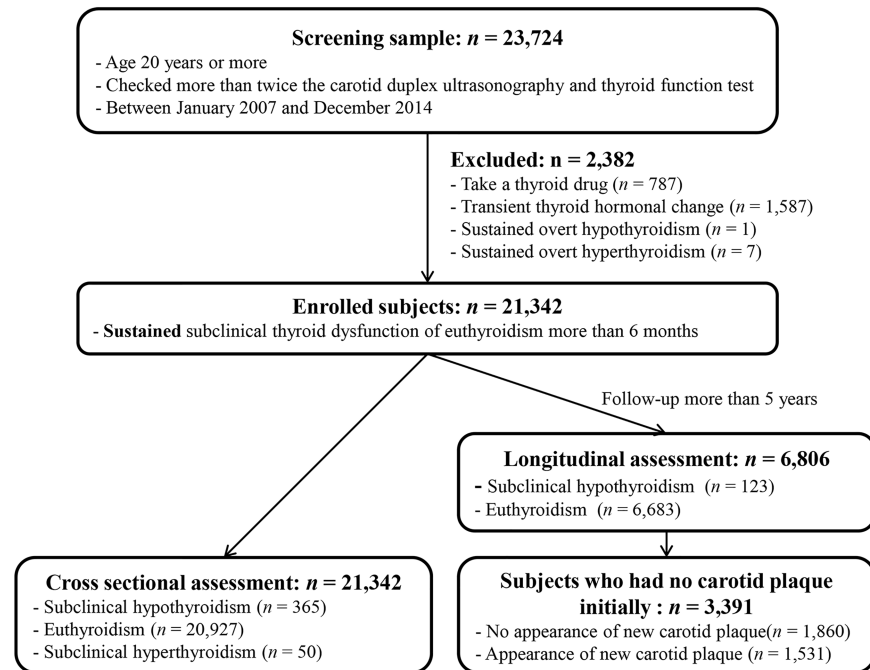 Screening sample: n = 23,724
- Age 20 years or more
- Checked more than twice the carotid duplex ultrasonography and thyroid function test
- Between January 2007 and December 2014
Excluded: n = 2,382
- Take a thyroid drug (n = 787)
- Transient thyroid hormonal change (n = 1,587)
- Sustained overt hypothyroidism (n = 1)
- Sustained overt hyperthyroidism (n = 7)
Enrolled subjects: n = 21,342
- Sustained subclinical thyroid dysfunction of euthyroidism more than 6 months
Follow-up more than 5 years
Longitudinal assessment: n = 6,806
- Subclinical hypothyroidism (n = 123)
- Euthyroidism (n = 6,683)
Cross sectional assessment: n = 21,342
- Subclinical hypothyroidism (n = 365)
- Euthyroidism (n = 20,927)
- Subclinical hyperthyroidism (n = 50)
Subjects who had no carotid plaque
initially : n = 3,391
- No appearance of new carotid plaque(n = 1,860)
- Appearance of new carotid plaque (n = 1,531)